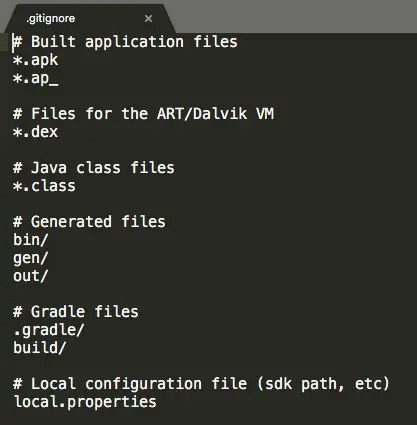 .gitignore ×
# Built application files
*.apk
*.ap_
# Files for the ART/Dalvik VM
*.dex
# Java class files
*.class
# Generated files
bin/
gen/
out/
# Gradle files
.gradle/
build/
# Local configuration file (sdk path, etc)
local.properties